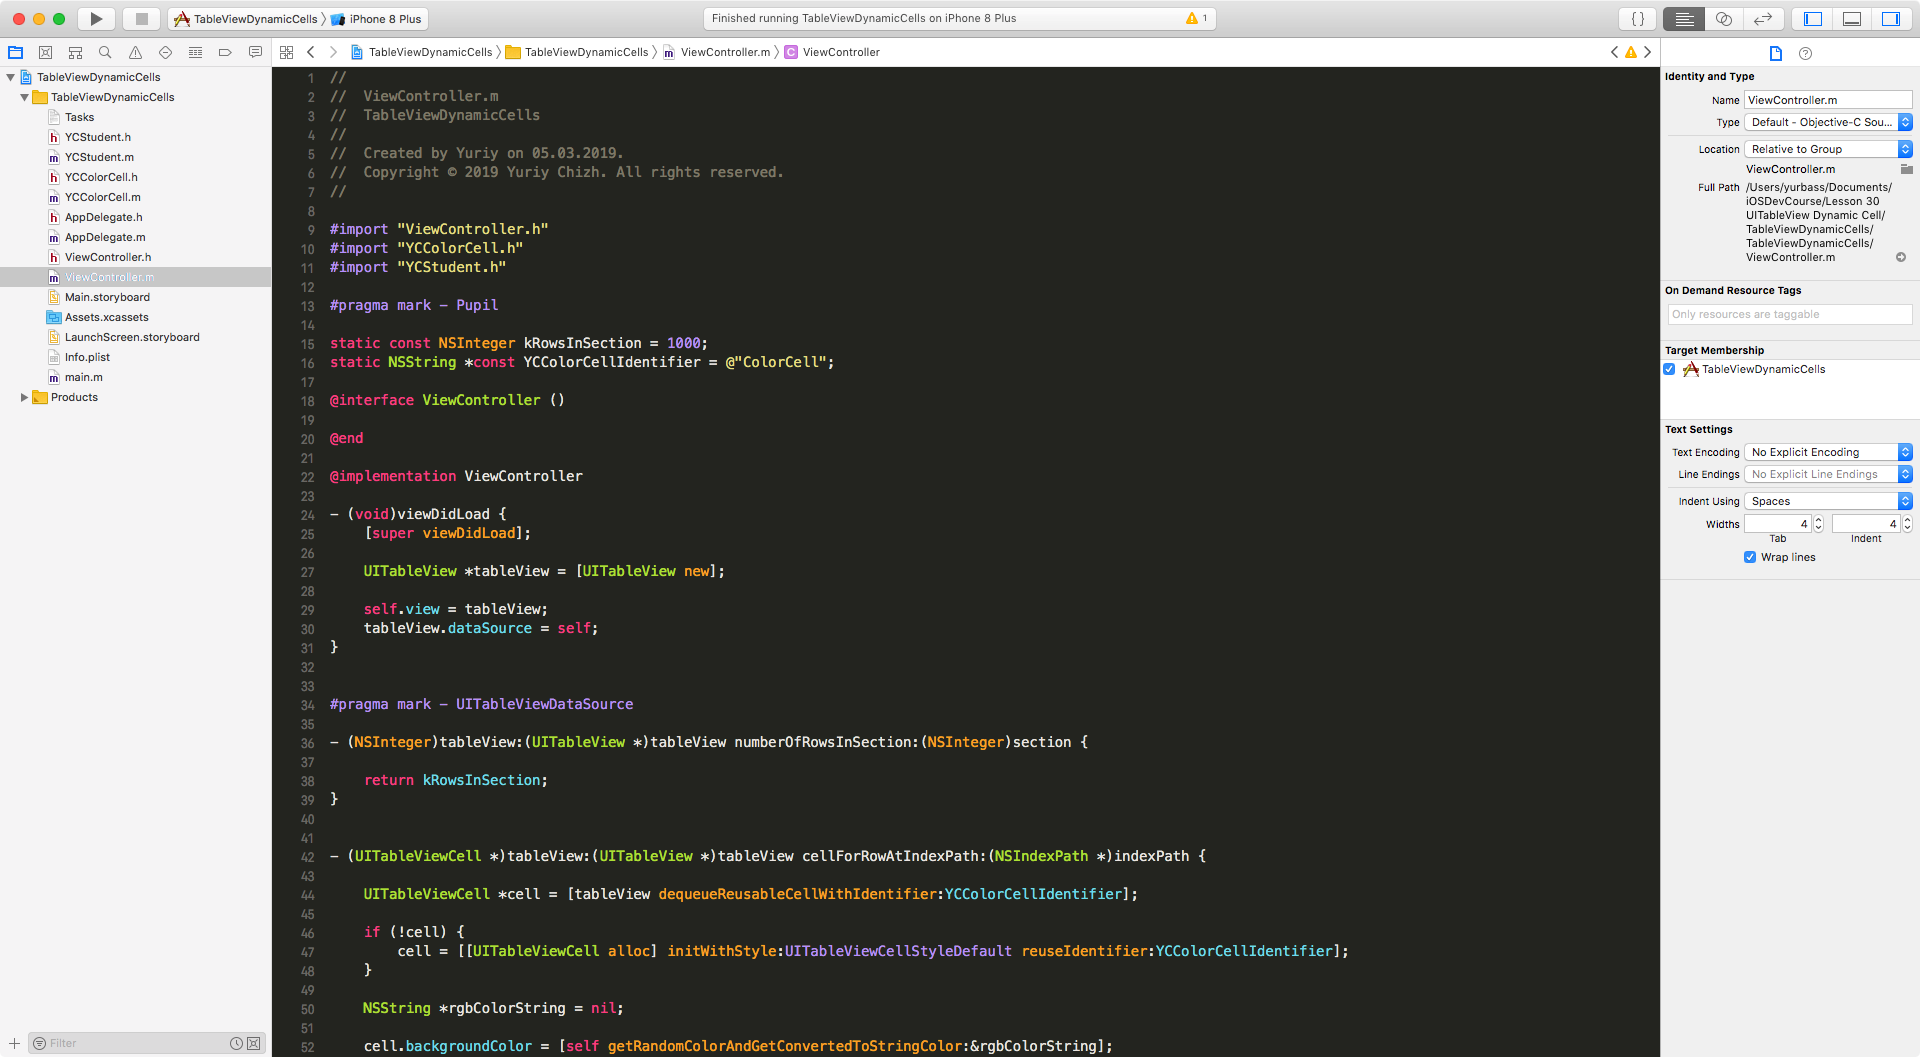 TableViewDynamicCells iPhone 8 Plus
Finished running TableViewDynamicCells on iPhone 8 Plus
1
{}
TableViewDynamicCells TableViewDynamicCells m ViewController.m C ViewController
TableViewDynamicCells
TableViewDynamicCells
Tasks
h YCStudent.h
m YCStudent.m
h YCColorCell.h
m YCColorCell.m
h AppDelegate.h
m AppDelegate.m
h ViewController.h
m ViewController.m
Main.storyboard
Assets.xcassets
LaunchScreen.storyboard
Info.plist
m main.m
Products
Filter
1 //
2 //  ViewController.m
3 //  TableViewDynamicCells
4 //
5 //  Created by Yuriy on 05.03.2019.
6 //  Copyright © 2019 Yuriy Chizh. All rights reserved.
7 //
8
9 #import "ViewController.h"
10 #import "YCColorCell.h"
11 #import "YCStudent.h"
12
13 #pragma mark - Pupil
14
15 static const NSInteger kRowsInSection = 1000;
16 static NSString *const YCColorCellIdentifier = @"ColorCell";
17
18 @interface ViewController ()
19
20 @end
21
22 @implementation ViewController
23
24 - (void)viewDidLoad {
25     [super viewDidLoad];
26
27     UITableView *tableView = [UITableView new];
28
29     self.view = tableView;
30     tableView.dataSource = self;
31 }
32
33
34 #pragma mark - UITableViewDataSource
35
36 - (NSInteger)tableView:(UITableView *)tableView numberOfRowsInSection:(NSInteger)section {
37
38     return kRowsInSection;
39 }
40
41
42 - (UITableViewCell *)tableView:(UITableView *)tableView cellForRowAtIndexPath:(NSIndexPath *)indexPath {
43
44     UITableViewCell *cell = [tableView dequeueReusableCellWithIdentifier:YCColorCellIdentifier];
45
46     if (!cell) {
47         cell = [[UITableViewCell alloc] initWithStyle:UITableViewCellStyleDefault reuseIdentifier:YCColorCellIdentifier];
48     }
49
50     NSString *rgbColorString = nil;
51
52     cell.backgroundColor = [self getRandomColorAndGetConvertedToStringColor:&rgbColorString];
Identity and Type
Name ViewController.m
Type Default - Objective-C Sou...
Location Relative to Group
ViewController.m
Full Path /Users/yurbass/Documents/
iOSDevCourse/Lesson 30
UITableView Dynamic Cell/
TableViewDynamicCells/
TableViewDynamicCells/
ViewController.m
On Demand Resource Tags
Only resources are taggable
Target Membership
TableViewDynamicCells
Text Settings
Text Encoding No Explicit Encoding
Line Endings No Explicit Line Endings
Indent Using Spaces
Widths 4 4
Tab Indent
Wrap lines